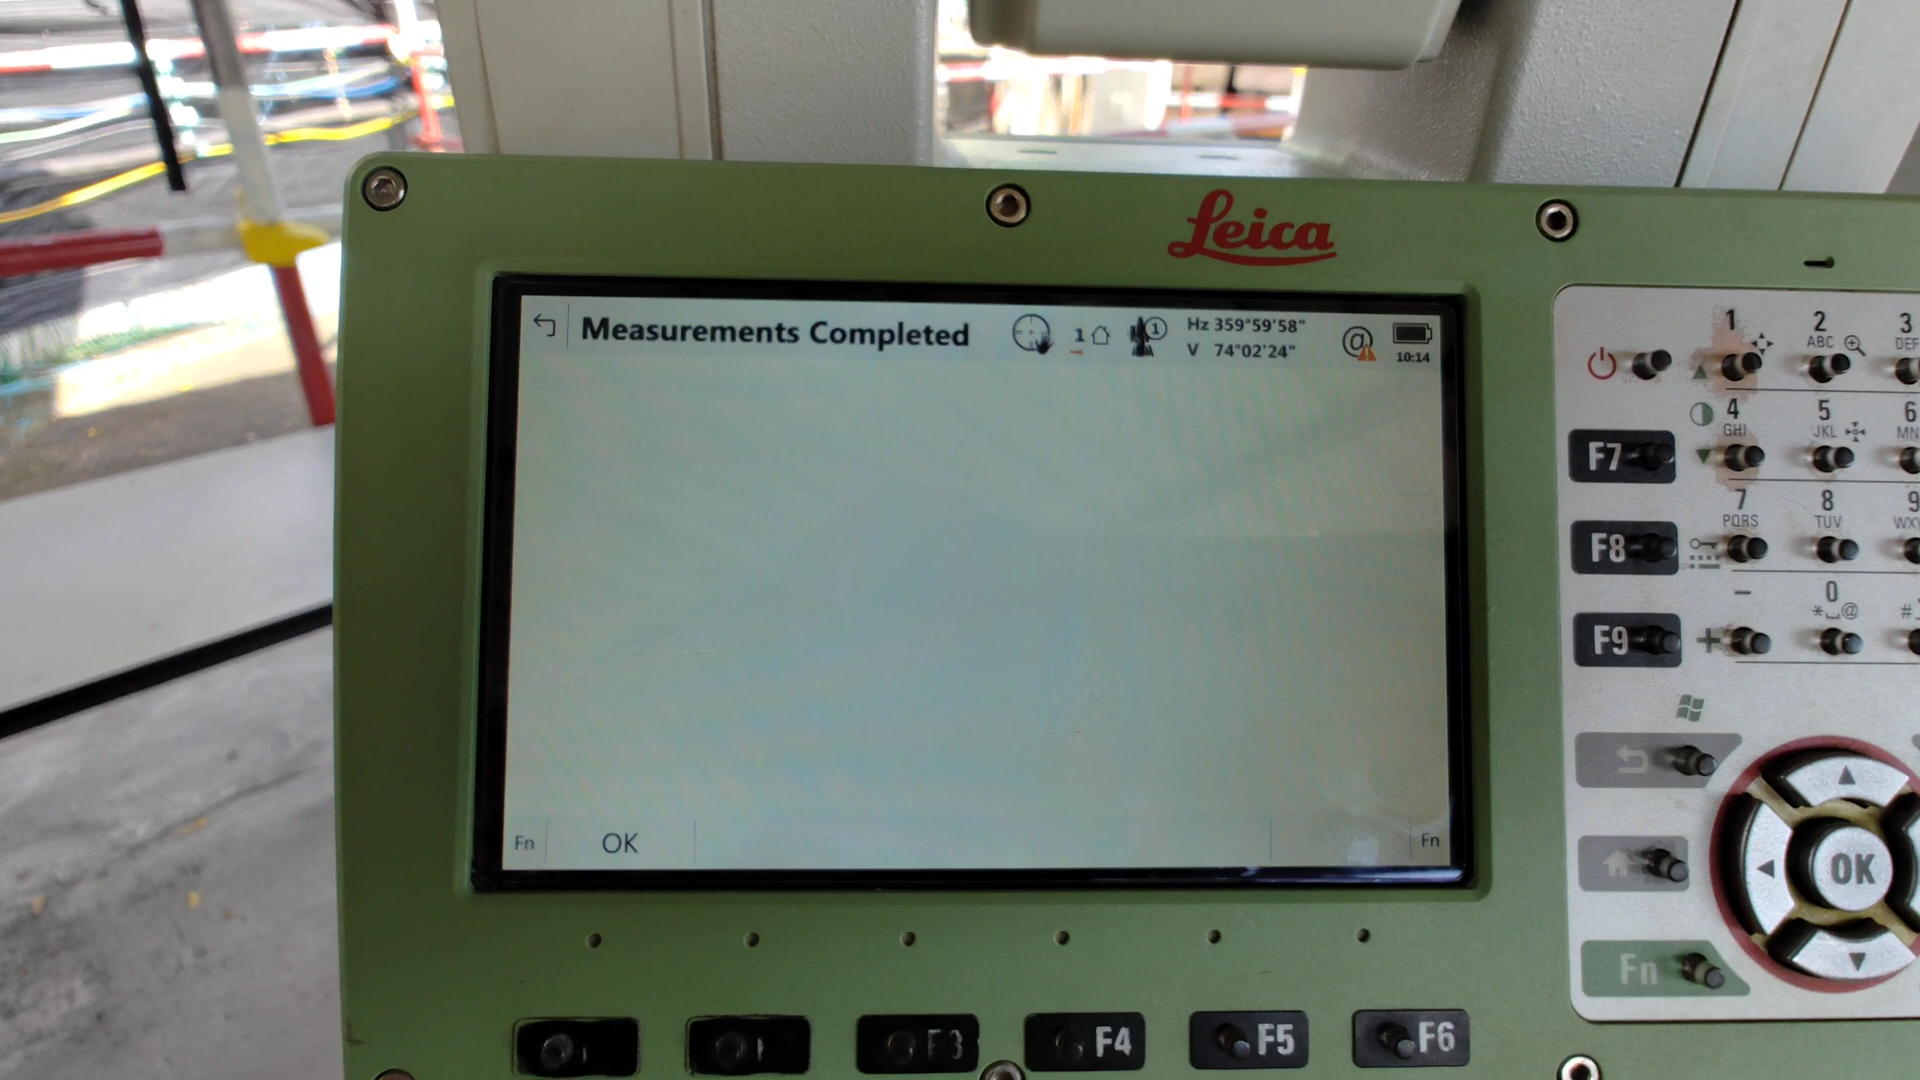 Leica
Measurements Completed
1
1
Hz 359°59'58"
V 74°02'24"
@
10:14
Fn
OK
Fn
1
2
ABC
3
DEF
4
GHI
5
JKL
6
MN
7
PQRS
8
TUV
9
WX
-
0
*⎵@
#
+
F7
F8
F9
OK
Fn
F3
F4
F5
F6